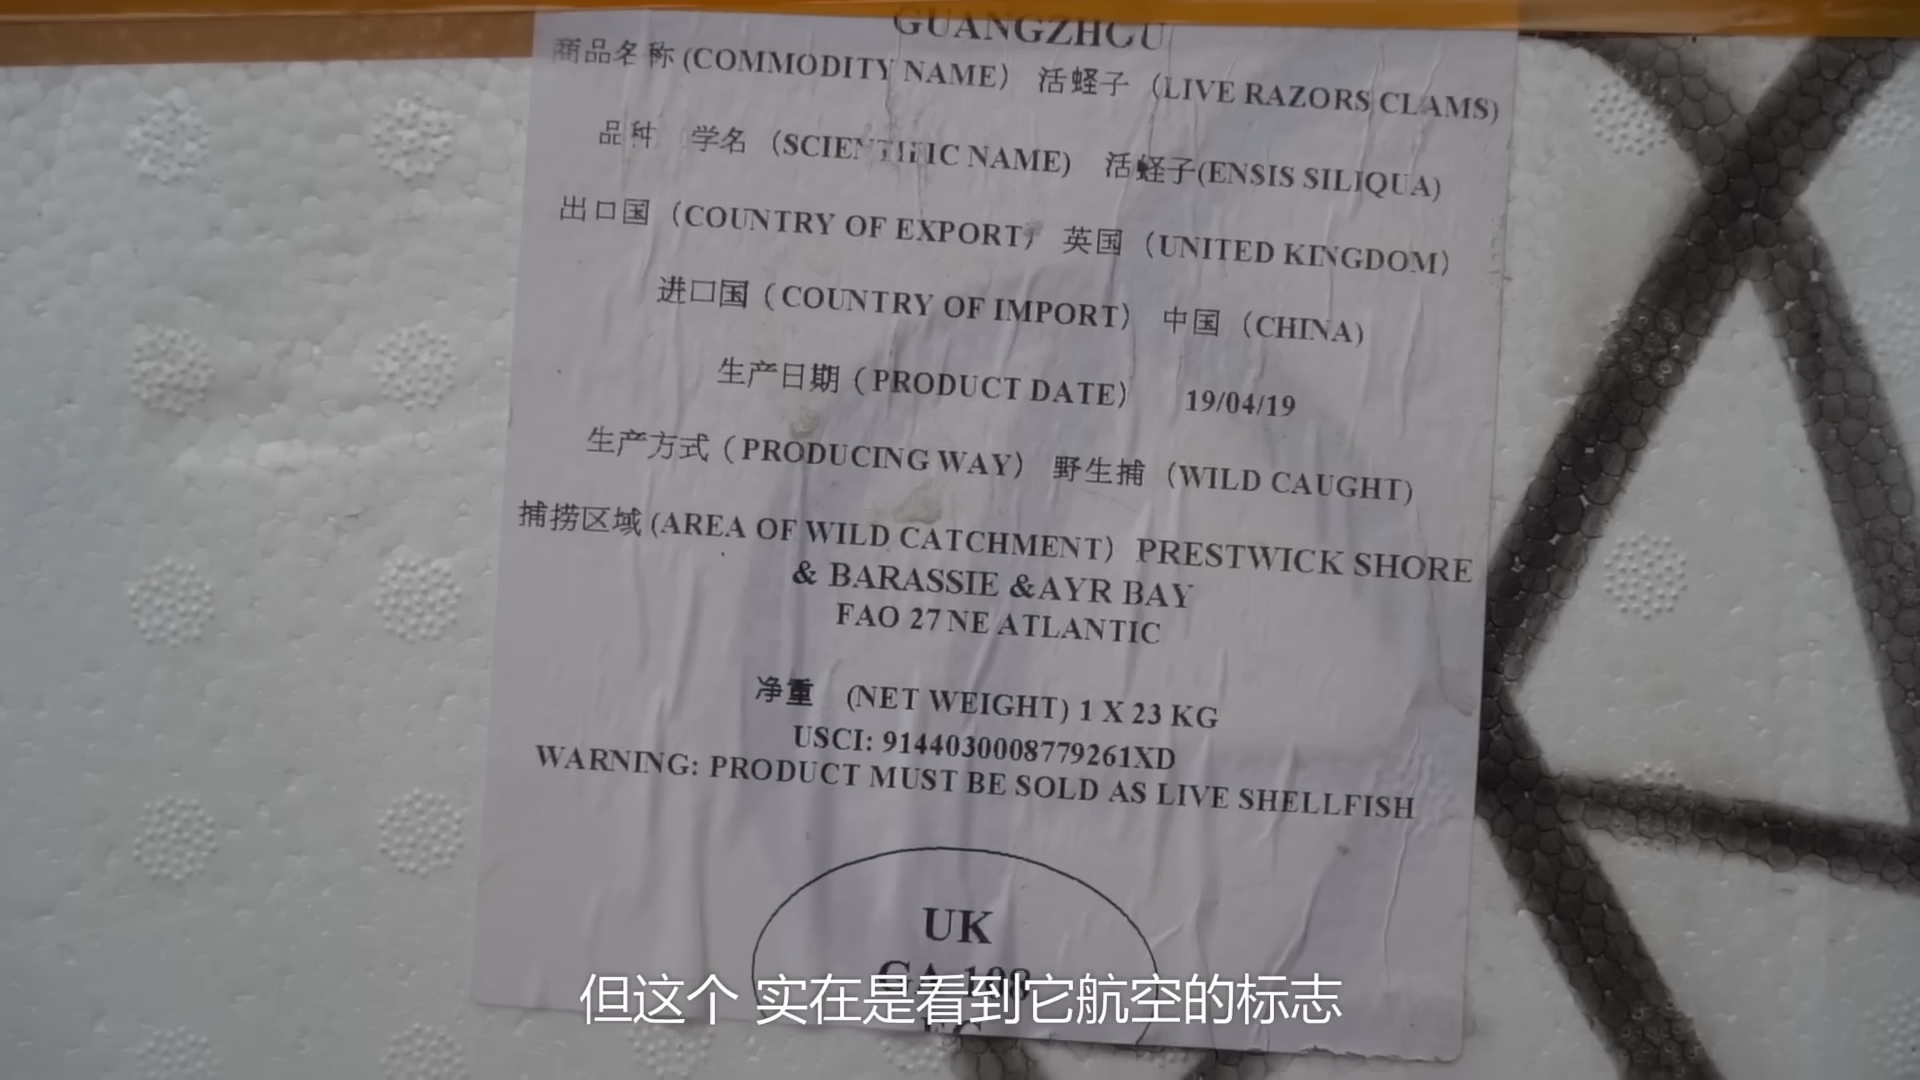 GUANGZHOU
商品名称 (COMMODITY NAME) 活蛏子 (LIVE RAZORS CLAMS)
品种 学名 (SCIENTIFIC NAME) 活蛏子(ENSIS SILIQUA)
出口国 (COUNTRY OF EXPORT) 英国 (UNITED KINGDOM)
进口国 (COUNTRY OF IMPORT) 中国 (CHINA)
生产日期 (PRODUCT DATE) 19/04/19
生产方式 (PRODUCING WAY) 野生捕 (WILD CAUGHT)
捕捞区域 (AREA OF WILD CATCHMENT) PRESTWICK SHORE
& BARASSIE &AYR BAY
FAO 27 NE ATLANTIC
净重 (NET WEIGHT) 1 X 23 KG
USCI: 9144030008779261XD
WARNING: PRODUCT MUST BE SOLD AS LIVE SHELLFISH
UK
但这个 实在是看到它航空的标志